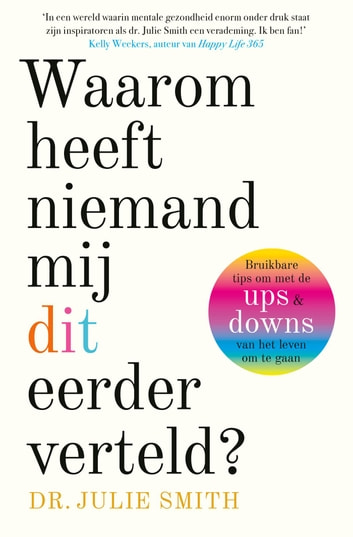 ‘In een wereld waarin mentale gezondheid enorm onder druk staat
zijn inspiratoren als dr. Julie Smith een verademing. Ik ben fan!’
Kelly Weekers, auteur van Happy Life 365
Waarom
heeft
niemand
mij
dit
eerder
verteld?
Bruikbare
tips om met de
ups &
downs
van het leven
om te gaan
DR. JULIE SMITH